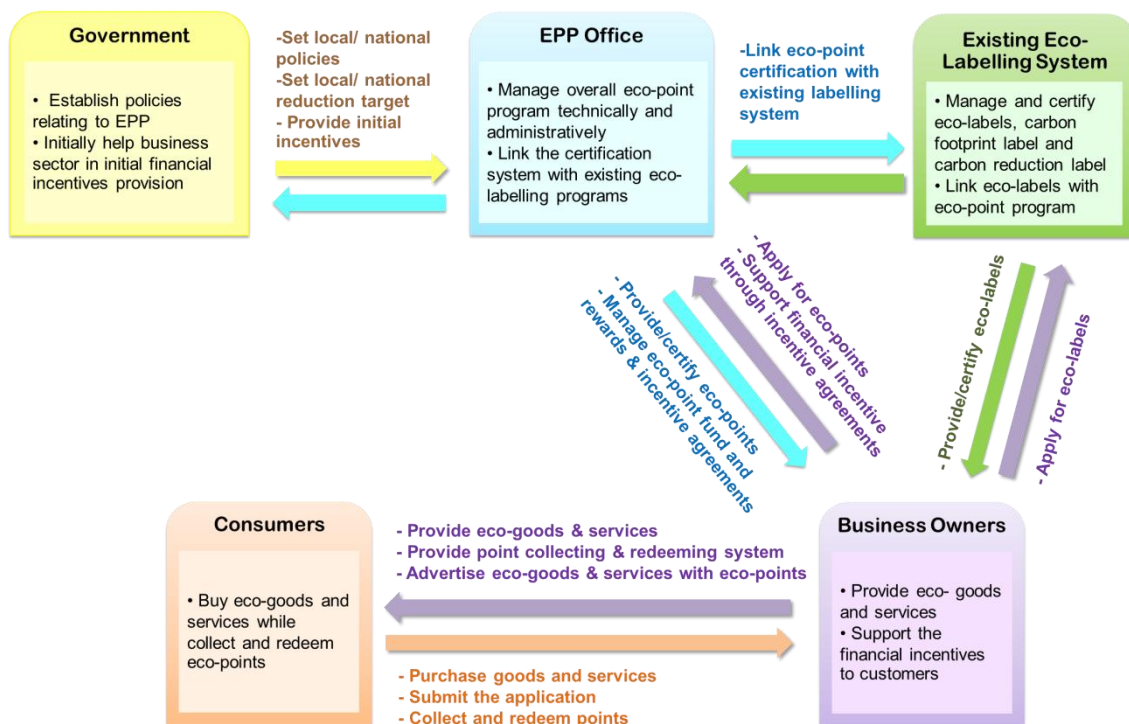 Government
• Establish policies
relating to EPP
• Initially help business
sector in initial financial
incentives provision
-Set local/ national
policies
-Set local/ national
reduction target
- Provide initial
incentives
EPP Office
• Manage overall eco-point
program technically and
administratively
• Link the certification
system with existing eco-
labelling programs
-Link eco-point
certification with
existing labelling
system
Existing Eco-
Labelling System
• Manage and certify
eco-labels, carbon
footprint label and
carbon reduction label
• Link eco-labels with
eco-point program
- Apply for eco-points
- Support financial incentive
through incentive agreements
- Provide/certify eco-points
- Manage eco-point fund and
rewards & incentive agreements
- Provide/certify eco-labels
- Apply for eco-labels
Consumers
• Buy eco-goods and
services while
collect and redeem
eco-points
- Provide eco-goods & services
- Provide point collecting & redeeming system
- Advertise eco-goods & services with eco-points
- Purchase goods and services
- Submit the application
- Collect and redeem points
Business Owners
• Provide eco- goods
and services
• Support the
financial incentives
to customers